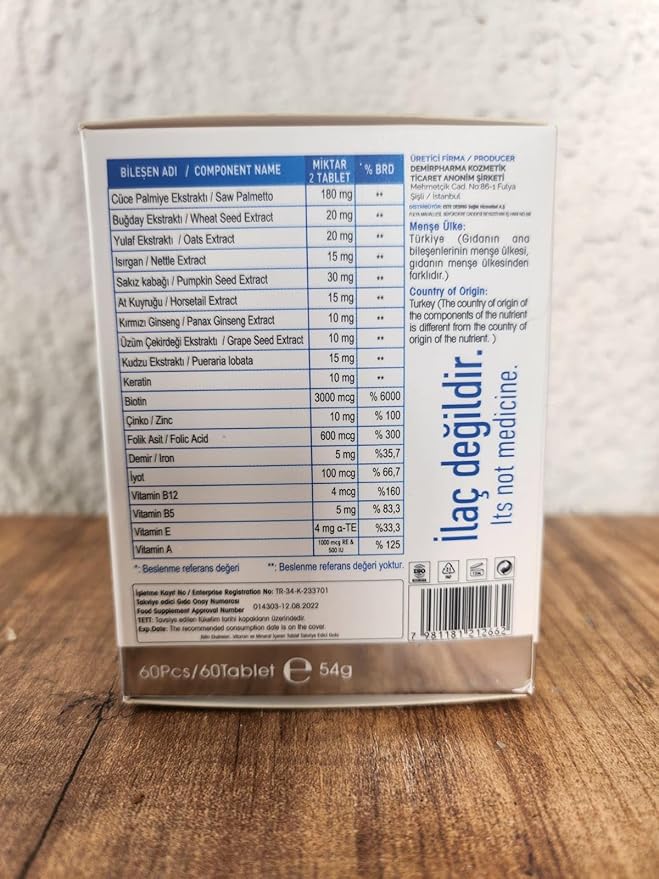 BİLEŞEN ADI / COMPONENT NAME MİKTAR 2 TABLET * % BRD
Cüce Palmiye Ekstraktı / Saw Palmetto 180 mg **
Buğday Ekstraktı / Wheat Seed Extract 20 mg **
Yulaf Ekstraktı / Oats Extract 20 mg **
Isırgan / Nettle Extract 15 mg **
Sakız kabağı / Pumpkin Seed Extract 30 mg **
At Kuyruğu / Horsetail Extract 15 mg **
Kırmızı Ginseng / Panax Ginseng Extract 10 mg **
Üzüm Çekirdeği Ekstraktı / Grape Seed Extract 10 mg **
Kudzu Ekstraktı / Pueraria lobata 15 mg **
Keratin 10 mg **
Biotin 3000 mcg % 6000
Çinko / Zinc 10 mg % 100
Folik Asit / Folic Acid 600 mcg % 300
Demir / Iron 5 mg %35,7
İyot 100 mcg % 66,7
Vitamin B12 4 mcg %160
Vitamin B5 5 mg % 83,3
Vitamin E 4 mg α-TE %33,3
Vitamin A 1000 mcg RE & 500 IU % 125
*: Beslenme referans değeri **: Beslenme referans değeri yoktur.
İşletme Kayıt No / Enterprise Registration No: TR-34-K-233701
Takviye edici Gıda Onay Numarası
Food Supplement Approval Number 014303-12.08.2022
TETT: Tavsiye edilen tüketim tarihi kapakların üzerindedir.
Exp.Date: The recommended consumption date is on the cover.
60Pcs/60Tablet e 54g
ÜRETİCİ FİRMA / PRODUCER
DEMİRPHARMA KOZMETİK
TİCARET ANONİM ŞİRKETİ
Mehmetçik Cad. No:86-1 Fulya
Şişli / İstanbul
Menşe Ülke:
Türkiye (Gıdanın ana
bileşenlerinin menşe ülkesi,
gıdanın menşe ülkesinden
farklıdır.)
Country of Origin:
Turkey (The country of origin of
the components of the nutrient
is different from the country of
origin of the nutrient. )
ilaç değildir.
Its not medicine.
7 981181 212662